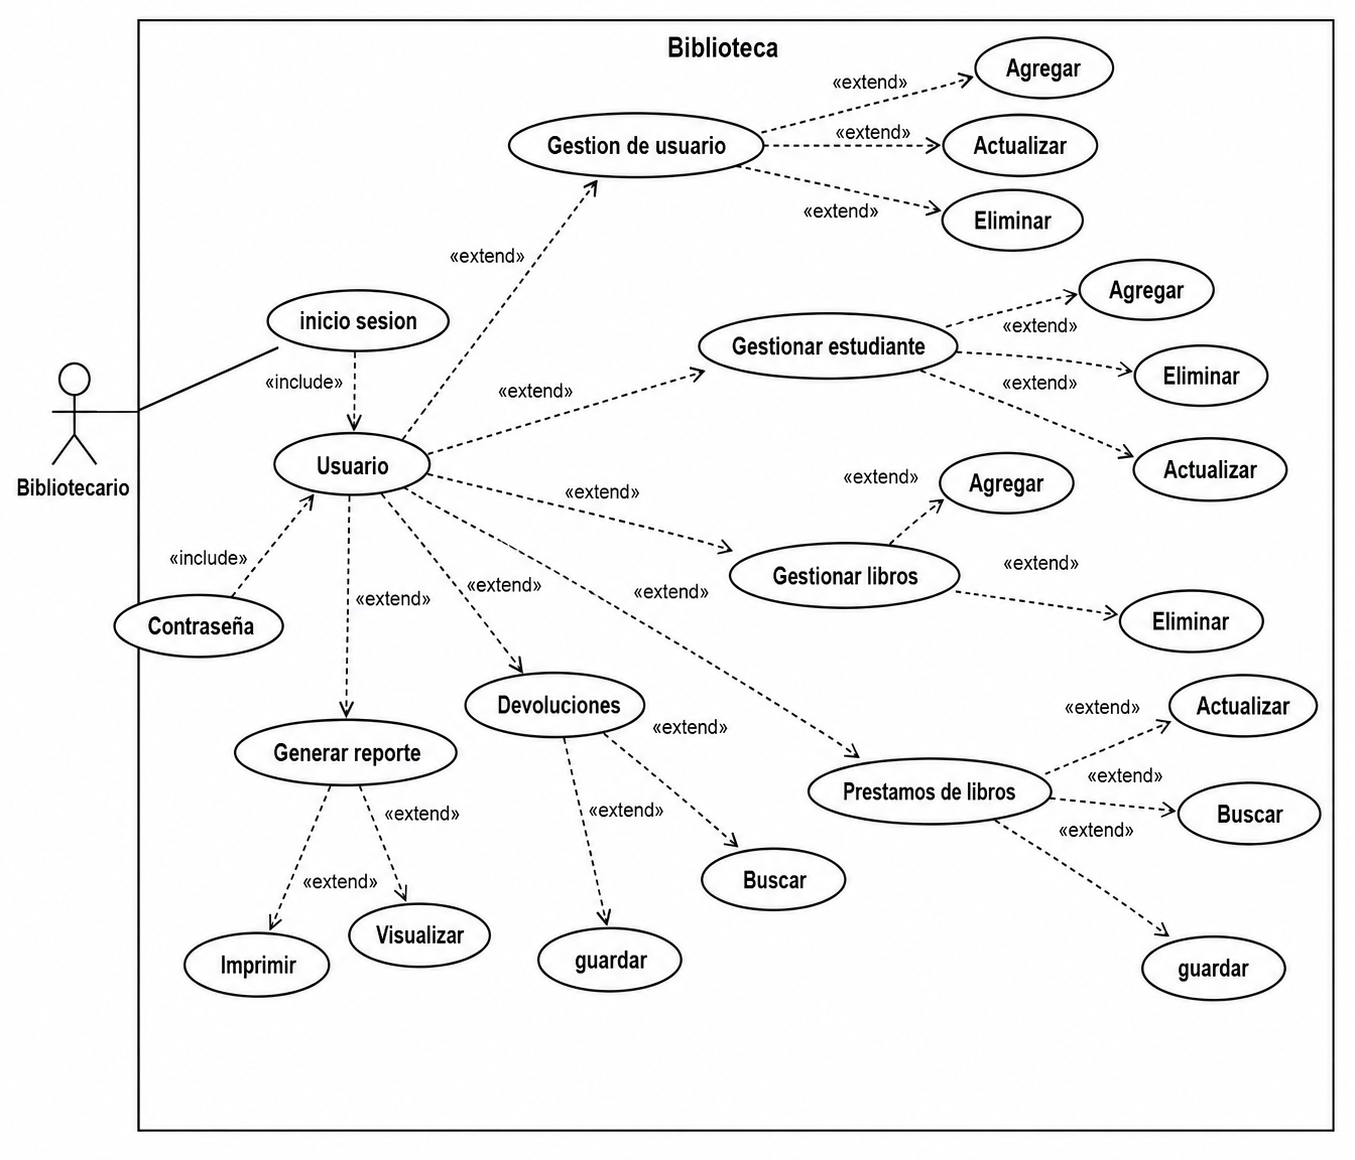 Biblioteca
Agregar
«extend»
Gestion de usuario
«extend»
Actualizar
«extend»
Eliminar
«extend»
inicio sesion
«include»
Agregar
«extend»
Gestionar estudiante
«extend»
Eliminar
«extend»
Bibliotecario
Usuario
Actualizar
«extend»
Agregar
«extend»
«include»
«extend»
Gestionar libros
«extend»
Eliminar
Contraseña
«extend»
«extend»
«extend»
Devoluciones
«extend»
Actualizar
«extend»
Generar reporte
Prestamos de libros
«extend»
Buscar
«extend»
«extend»
«extend»
Buscar
«extend»
Imprimir
Visualizar
guardar
guardar